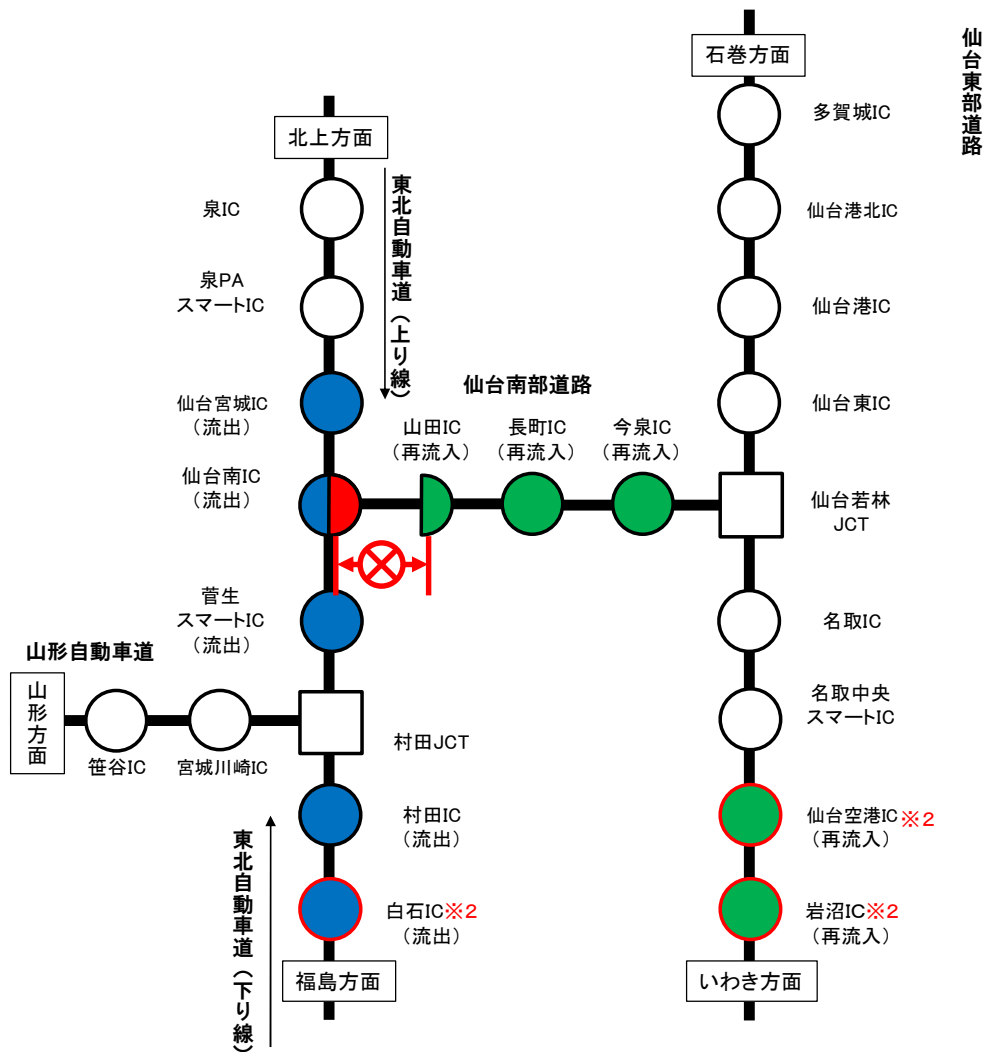 仙台東部道路
石巻方面
多賀城IC
北上方面
東北自動車道（上り線）
泉IC
仙台港北IC
泉PA
スマートIC
仙台港IC
仙台宮城IC
（流出）
仙台南部道路
仙台東IC
山田IC
（再流入）
長町IC
（再流入）
今泉IC
（再流入）
仙台南IC
（流出）
仙台若林
JCT
菅生
スマートIC
（流出）
名取IC
山形自動車道
山形方面
笹谷IC
宮城川崎IC
村田JCT
名取中央
スマートIC
村田IC
（流出）
仙台空港IC※2
（再流入）
東北自動車道（下り線）
白石IC※2
（流出）
岩沼IC※2
（再流入）
福島方面
いわき方面